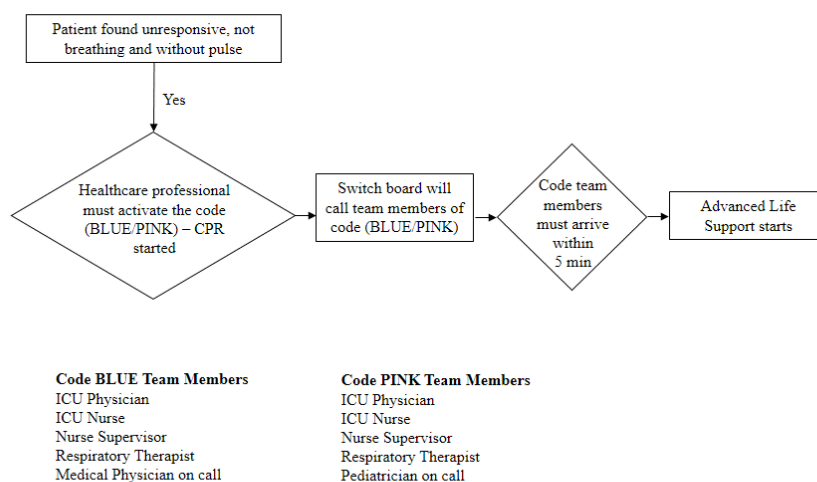 Patient found unresponsive, not
breathing and without pulse
Yes
Healthcare professional
must activate the code
(BLUE/PINK) – CPR
started
Switch board will
call team members of
code (BLUE/PINK)
Code team
members
must arrive
within
5 min
Advanced Life
Support starts
Code BLUE Team Members
ICU Physician
ICU Nurse
Nurse Supervisor
Respiratory Therapist
Medical Physician on call
Code PINK Team Members
ICU Physician
ICU Nurse
Nurse Supervisor
Respiratory Therapist
Pediatrician on call